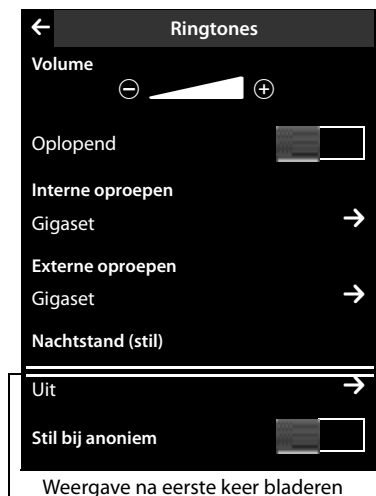 Ringtones
Volume
Oplopend
Interne oproepen
Gigaset
Externe oproepen
Gigaset
Nachtstand (stil)
Uit
Stil bij anoniem
Weergave na eerste keer bladeren